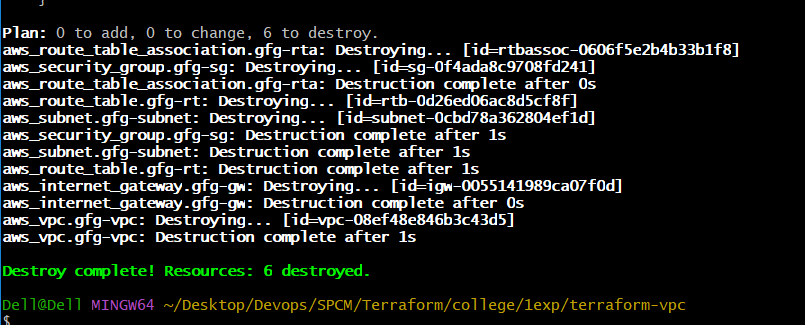 }
Plan: 0 to add, 0 to change, 6 to destroy.
aws_route_table_association.gfg-rta: Destroying... [id=rtbassoc-0606f5e2b4b33b1f8]
aws_security_group.gfg-sg: Destroying... [id=sg-0f4ada8c9708fd241]
aws_route_table_association.gfg-rta: Destruction complete after 0s
aws_route_table.gfg-rt: Destroying... [id=rtb-0d26ed06ac8d5cf8f]
aws_subnet.gfg-subnet: Destroying... [id=subnet-0cbd78a362804ef1d]
aws_security_group.gfg-sg: Destruction complete after 1s
aws_subnet.gfg-subnet: Destruction complete after 1s
aws_route_table.gfg-rt: Destruction complete after 1s
aws_internet_gateway.gfg-gw: Destroying... [id=igw-0055141989ca07f0d]
aws_internet_gateway.gfg-gw: Destruction complete after 0s
aws_vpc.gfg-vpc: Destroying... [id=vpc-08ef48e846b3c43d5]
aws_vpc.gfg-vpc: Destruction complete after 1s
Destroy complete! Resources: 6 destroyed.
Dell@Dell MINGW64 ~/Desktop/Devops/SPCM/Terraform/college/1exp/terraform-vpc
$